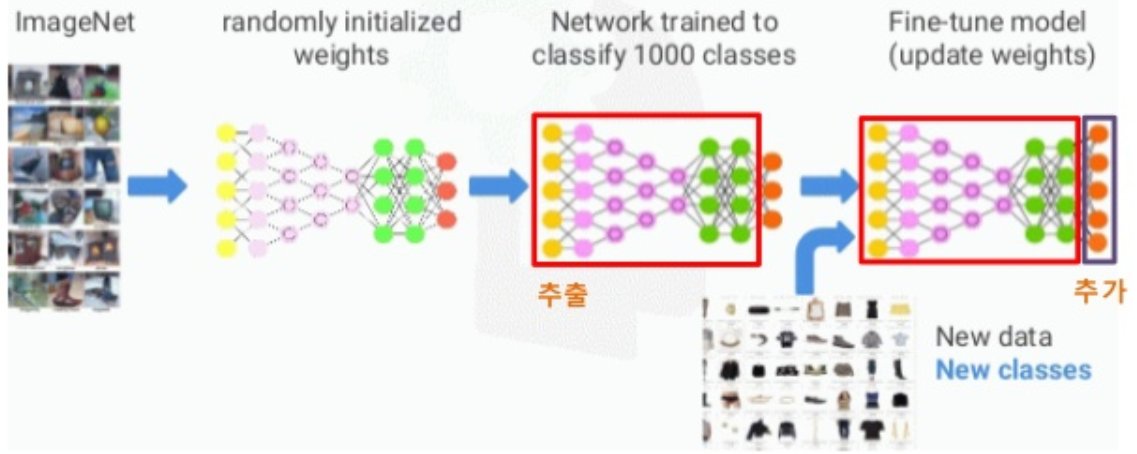 ImageNet
randomly initialized
weights
Network trained to
classify 1000 classes
Fine-tune model
(update weights)
추출
추가
New data
New classes